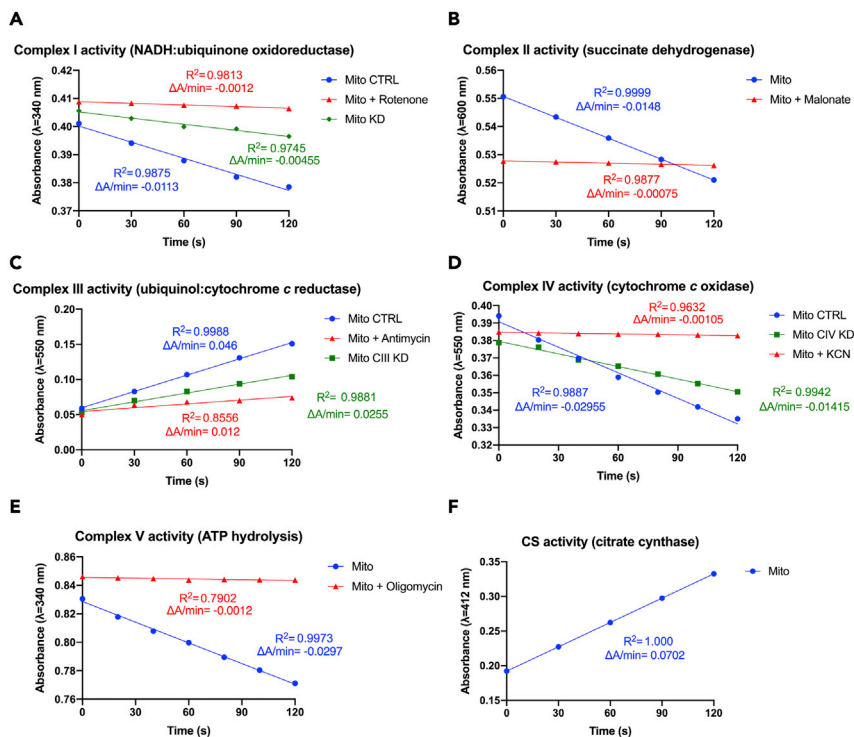 A
Complex I activity (NADH:ubiquinone oxidoreductase)
Absorbance (λ=340 nm)
0.42
0.41
0.40
0.38
0.37
0
30
60
90
120
Time (s)
R²= 0.9813
ΔA/min= -0.0012
R²= 0.9745
ΔA/min= -0.00455
R²= 0.9875
ΔA/min= -0.0113
Mito CTRL
Mito + Rotenone
Mito KD
B
Complex II activity (succinate dehydrogenase)
Absorbance (λ=600 nm)
0.56
0.55
0.53
0.52
0.51
0
30
60
90
120
Time (s)
R²= 0.9999
ΔA/min= -0.0148
R²= 0.9877
ΔA/min= -0.00075
Mito
Mito + Malonate
C
Complex III activity (ubiquinol:cytochrome c reductase)
Absorbance (λ=550 nm)
0.20
0.15
0.10
0.05
0.00
0
30
60
90
120
Time (s)
R²= 0.9988
ΔA/min= 0.046
R²= 0.8556
ΔA/min= 0.012
R²= 0.9881
ΔA/min= 0.0255
Mito CTRL
Mito + Antimycin
Mito CIII KD
D
Complex IV activity (cytochrome c oxidase)
Absorbance (λ=550 nm)
0.40
0.39
0.38
0.36
0.35
0.33
0.32
0
20
40
60
80
100
120
Time (s)
R²= 0.9632
ΔA/min= -0.00105
R²= 0.9887
ΔA/min= -0.02955
R²= 0.9942
ΔA/min= -0.01415
Mito CTRL
Mito CIV KD
Mito + KCN
E
Complex V activity (ATP hydrolysis)
Absorbance (λ=340 nm)
0.86
0.84
0.82
0.80
0.78
0.76
0
20
40
60
80
100
120
Time (s)
R²= 0.7902
ΔA/min= -0.0012
R²= 0.9973
ΔA/min= -0.0297
Mito
Mito + Oligomycin
F
CS activity (citrate cynthase)
Absorbance (λ=412 nm)
0.35
0.30
0.25
0.20
0.15
0
30
60
90
120
Time (s)
R²= 1.000
ΔA/min= 0.0702
Mito